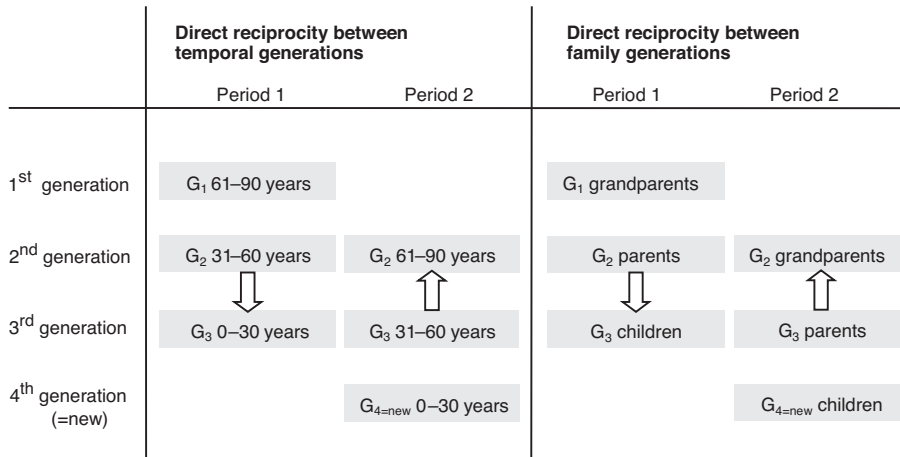 Direct reciprocity between
temporal generations
Direct reciprocity between
family generations
Period 1 Period 2 Period 1 Period 2
1st generation G1 61–90 years G1 grandparents
2nd generation G2 31–60 years G2 61–90 years G2 parents G2 grandparents
3rd generation G3 0–30 years G3 31–60 years G3 children G3 parents
4th generation
(=new)
G4=new 0–30 years G4=new children